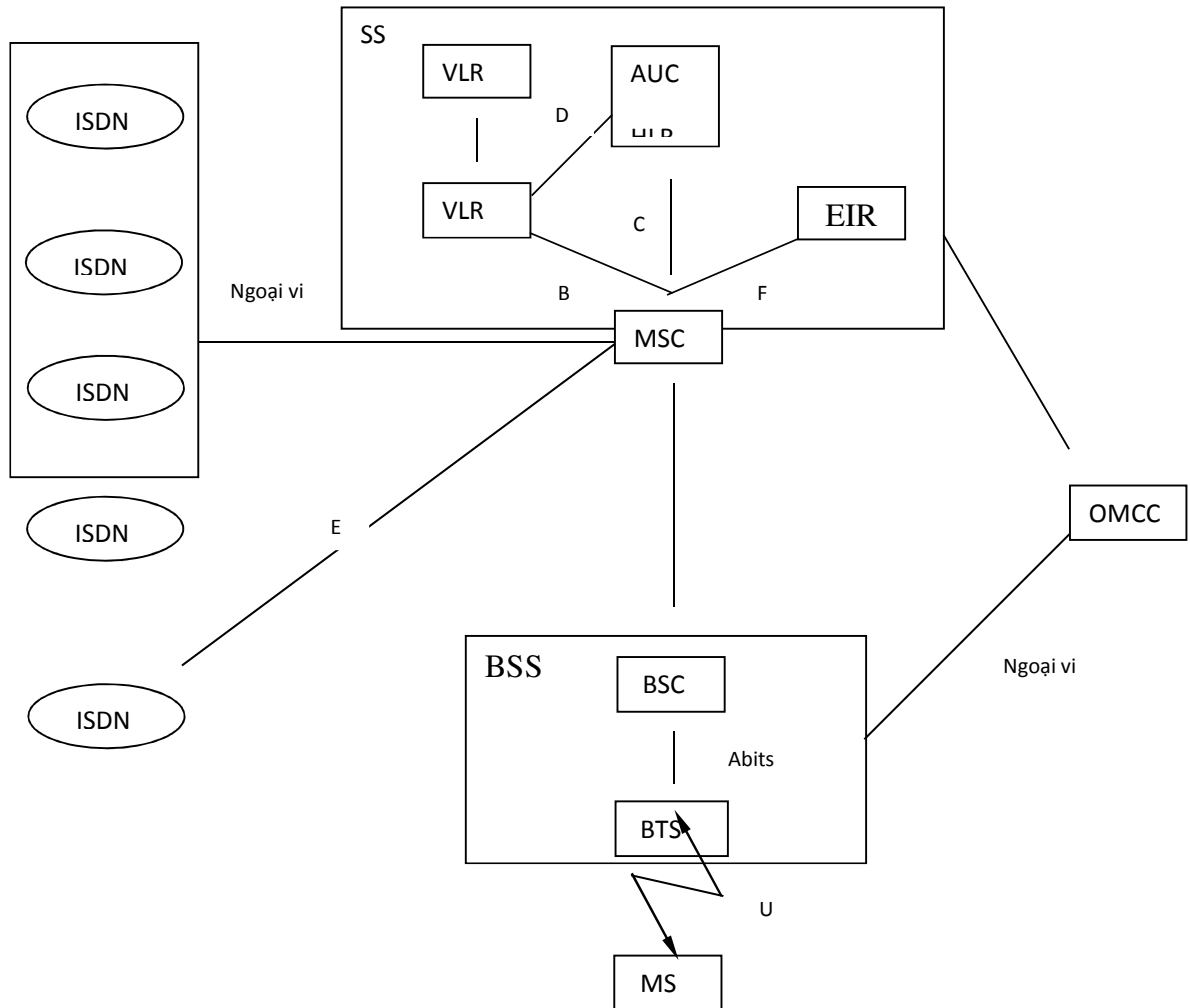 SS
VLR
AUC
HLR
ISDN
D
VLR
EIR
C
ISDN
Ngoại vi
B
F
MSC
ISDN
ISDN
E
OMCC
BSS
BSC
Ngoại vi
ISDN
Abits
BTS
U
MS